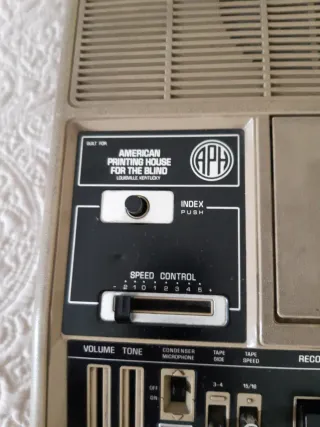 BUILT FOR
AMERICAN
PRINTING HOUSE
FOR THE BLIND
LOUISVILLE, KENTUCKY
APH
INDEX
PUSH
SPEED CONTROL
- 2 1 0 1 2 3 4 5 +
VOLUME TONE
CONDENSER
MICROPHONE
TAPE
SIDE
TAPE
SPEED
RECO
OFF
ON
3-4
15/16